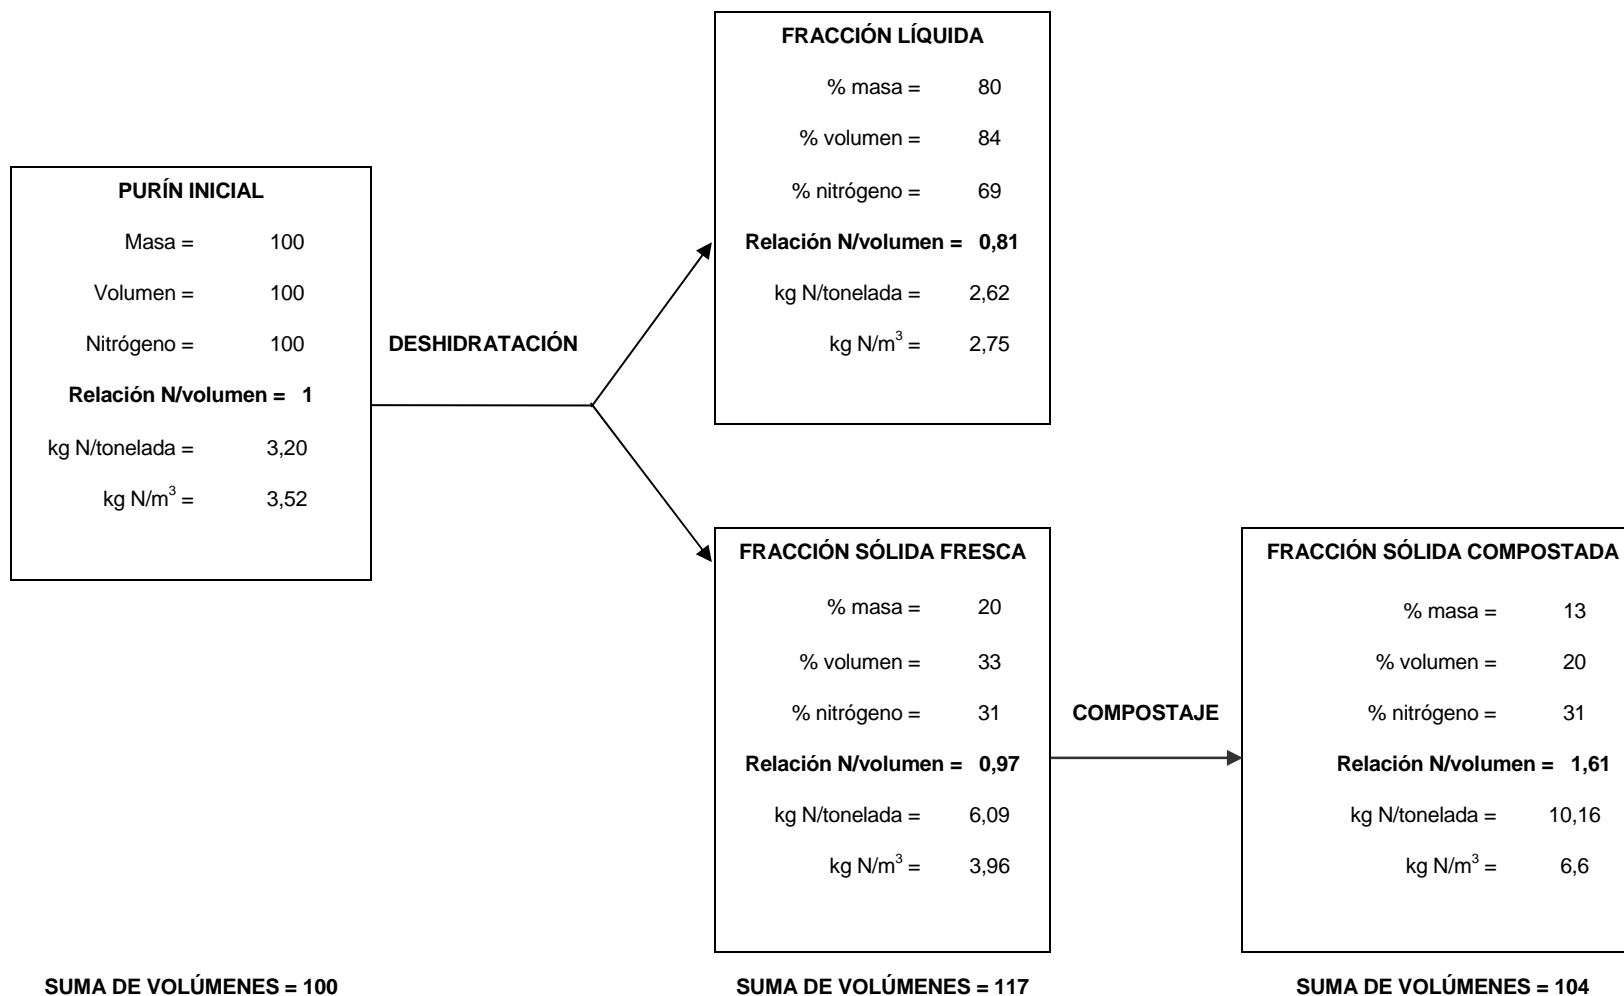 PURÍN INICIAL
Masa = 100
Volumen = 100
Nitrógeno = 100
Relación N/volumen = 1
kg N/tonelada = 3,20
kg N/m³ = 3,52
DESHIDRATACIÓN
FRACCIÓN LÍQUIDA
% masa = 80
% volumen = 84
% nitrógeno = 69
Relación N/volumen = 0,81
kg N/tonelada = 2,62
kg N/m³ = 2,75
FRACCIÓN SÓLIDA FRESCA
% masa = 20
% volumen = 33
% nitrógeno = 31
Relación N/volumen = 0,97
kg N/tonelada = 6,09
kg N/m³ = 3,96
COMPOSTAJE
FRACCIÓN SÓLIDA COMPOSTADA
% masa = 13
% volumen = 20
% nitrógeno = 31
Relación N/volumen = 1,61
kg N/tonelada = 10,16
kg N/m³ = 6,6
SUMA DE VOLÚMENES = 100
SUMA DE VOLÚMENES = 117
SUMA DE VOLÚMENES = 104